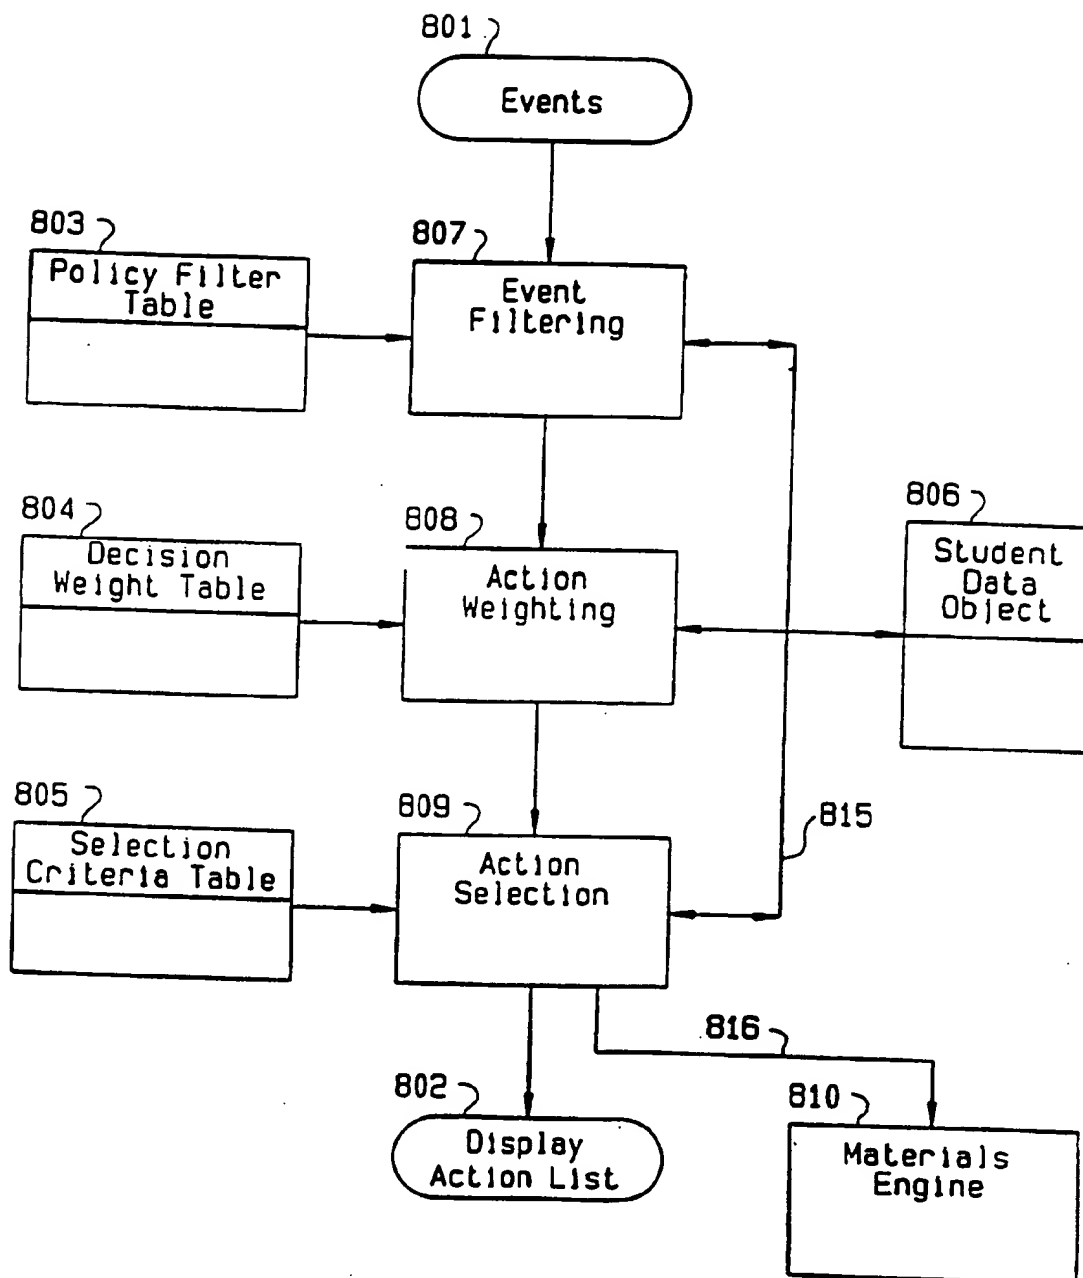 801
Events
803
Policy Filter
Table
807
Event
Filtering
804
Decision
Weight Table
808
Action
Weighting
806
Student
Data
Object
805
Selection
Criteria Table
809
Action
Selection
815
816
802
Display
Action List
810
Materials
Engine